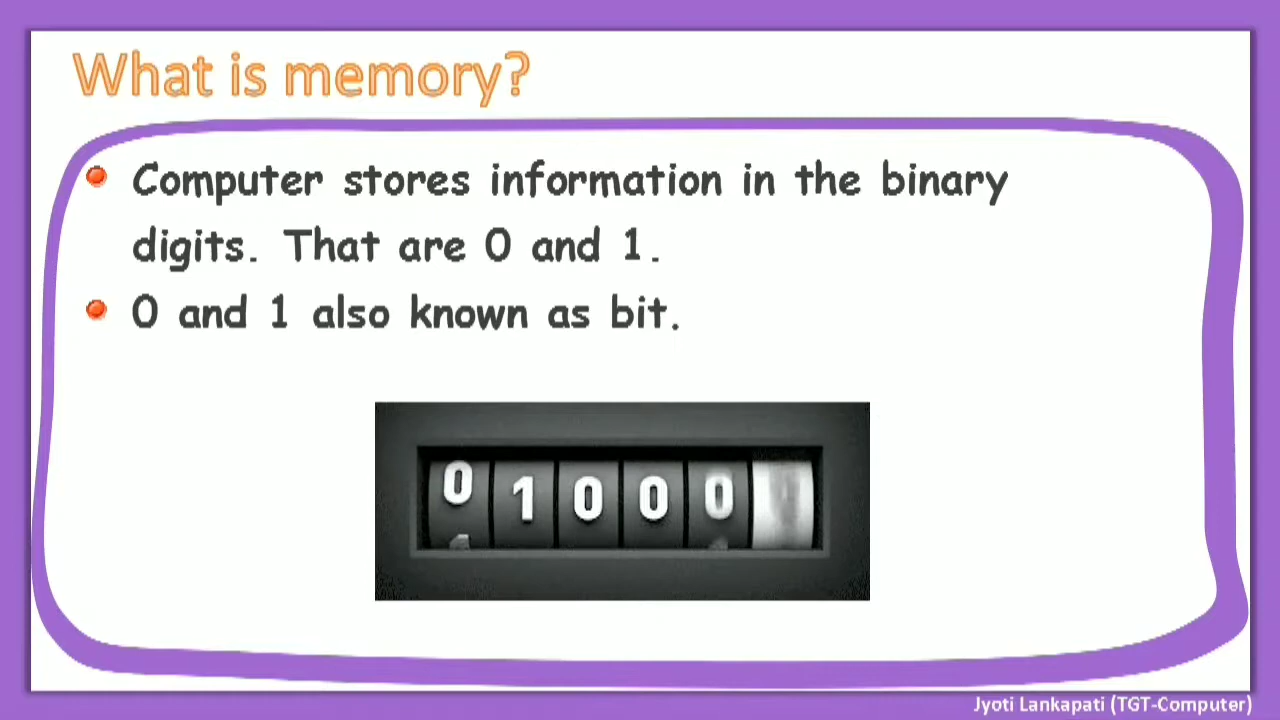 What is memory?
Computer stores information in the binary
digits. That are 0 and 1.
0 and 1 also known as bit.
0 1 0 0 0
Jyoti Lankapati (TGT-Computer)